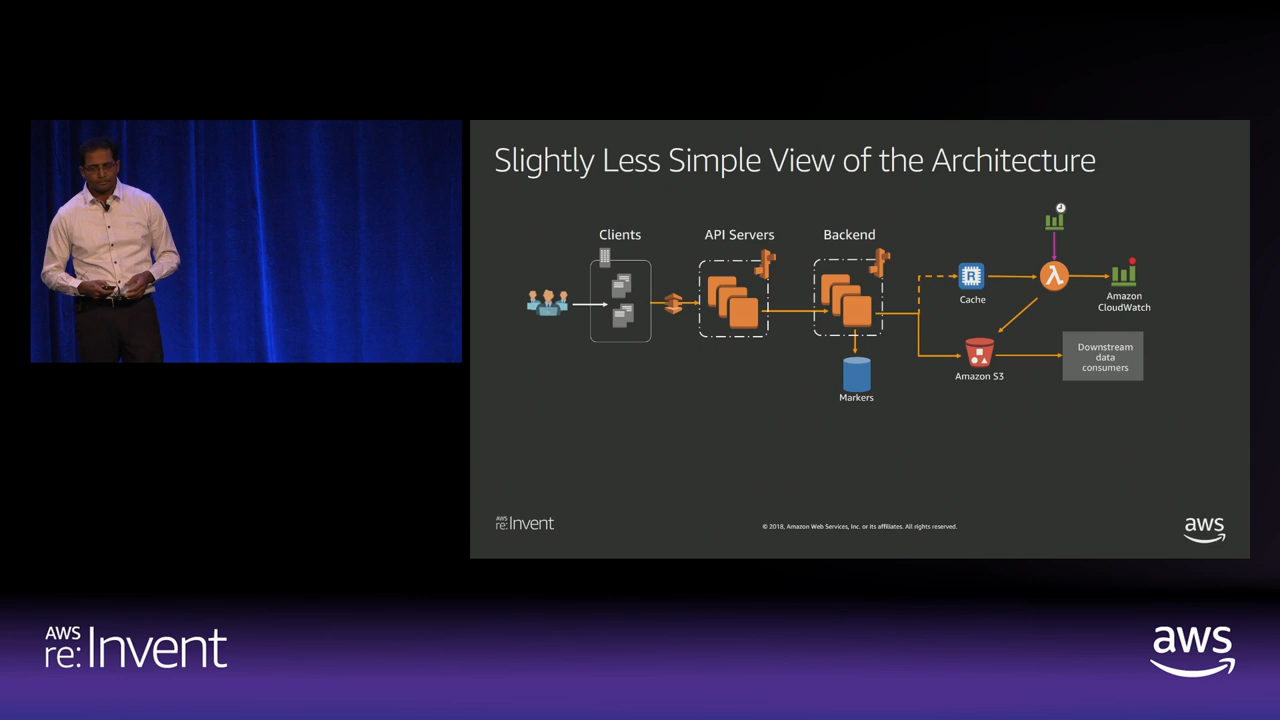 Slightly Less Simple View of the Architecture
Clients
API Servers
Backend
R
λ
Cache
Amazon
CloudWatch
Downstream
data
consumers
Amazon S3
Markers
AWS
re:Invent
© 2018, Amazon Web Services, Inc. or its affiliates. All rights reserved.
aws
AWS
re:Invent
aws